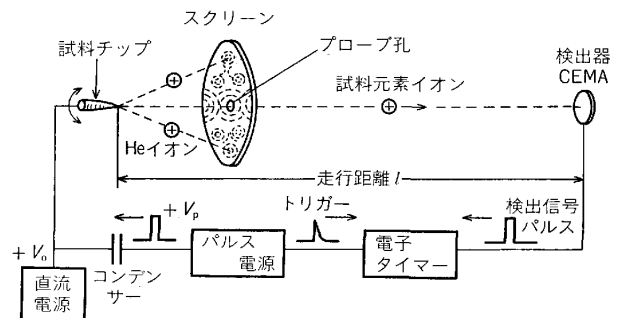 スクリーン
試料チップ
プローブ孔
検出器
CEMA
試料元素イオン
Heイオン
走行距離 l
+ Vp
トリガー
検出信号
パルス
+ V₀
パルス
電源
電子
タイマー
コンデン
サー
直流
電源